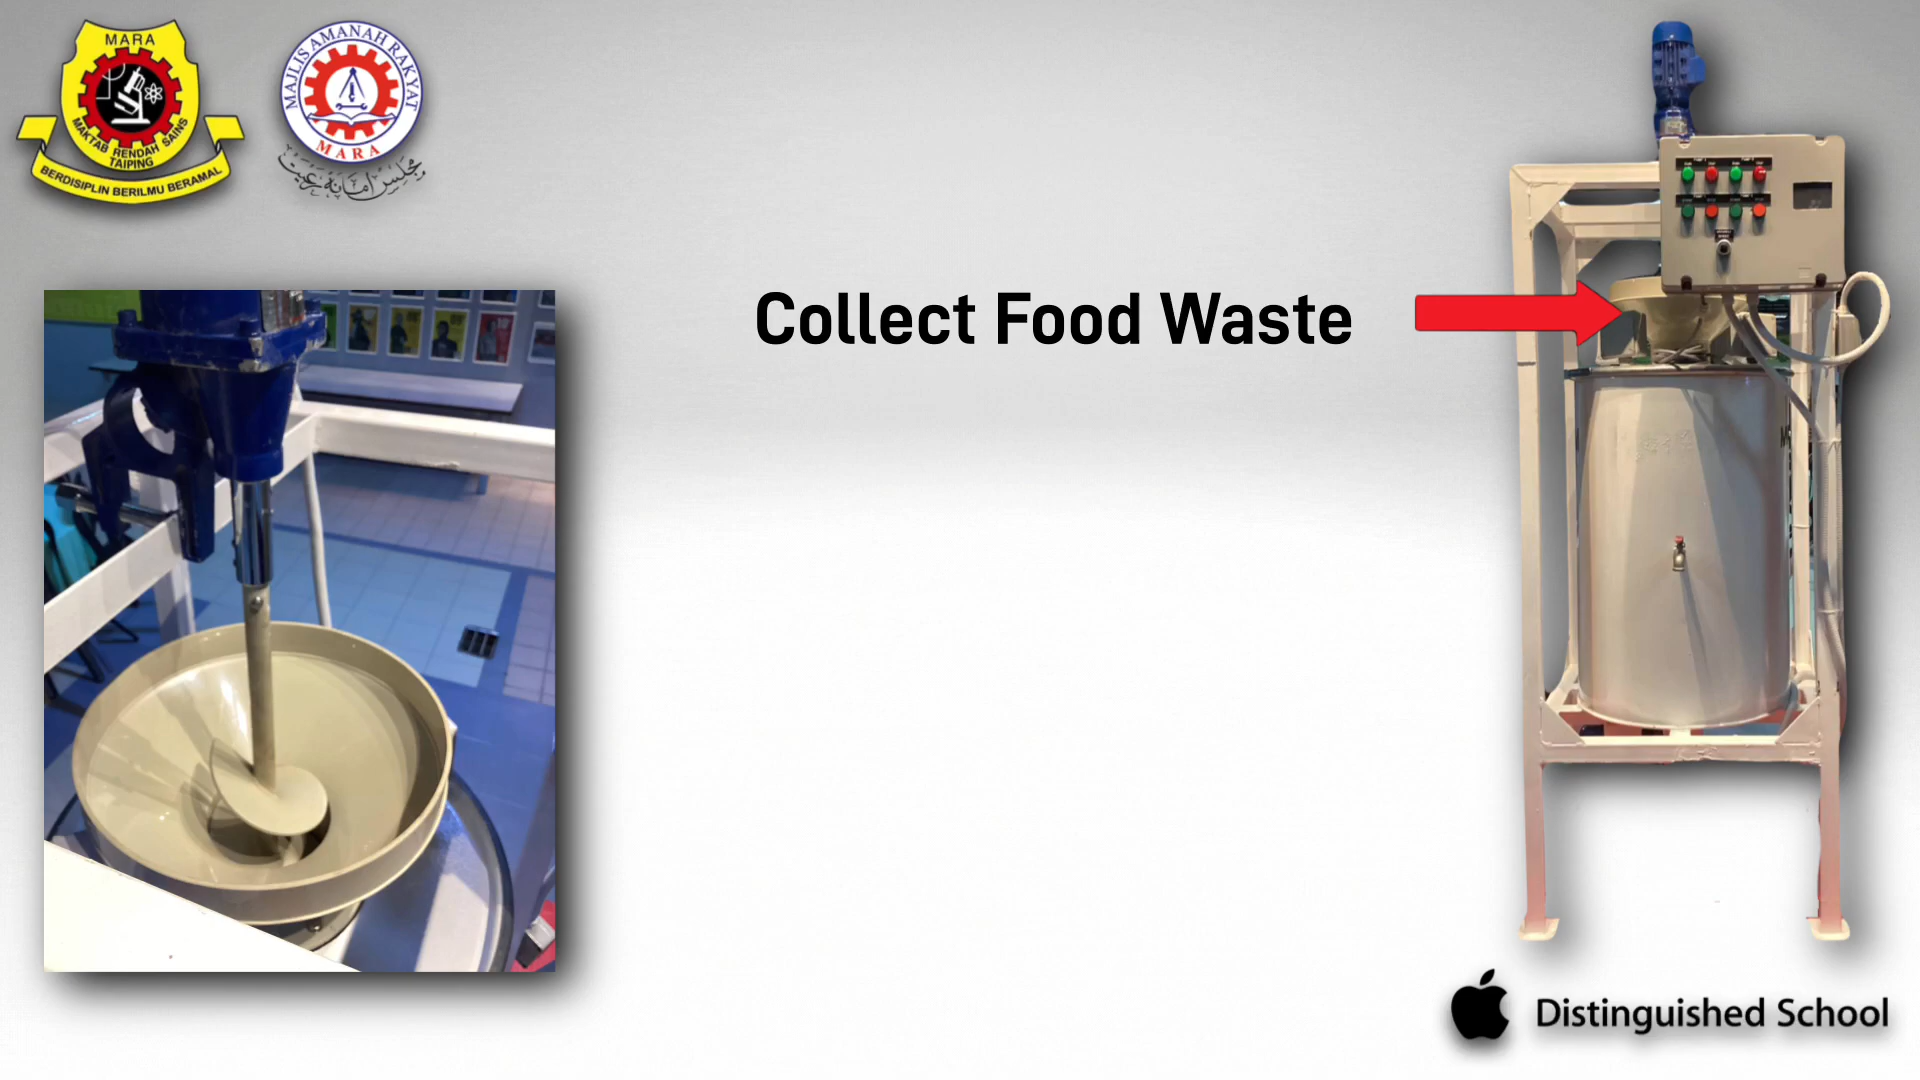 MARA
MAKTAB RENDAH SAINS
TAIPING
BERDISIPLIN BERILMU BERAMAL
MAJLIS AMANAH RAKYAT
MARA
مجلس امانة رعيت
Collect Food Waste
Distinguished School